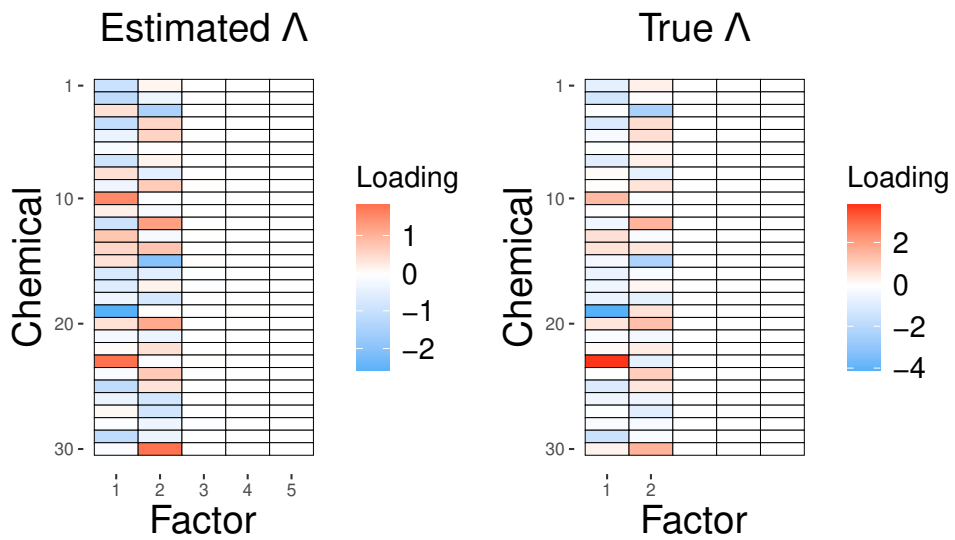 Estimated Λ
True Λ
Chemical
1
10
20
30
1 2 3 4 5
Factor
Loading
1
0
−1
−2
Chemical
1
10
20
30
1 2
Factor
Loading
2
0
−2
−4